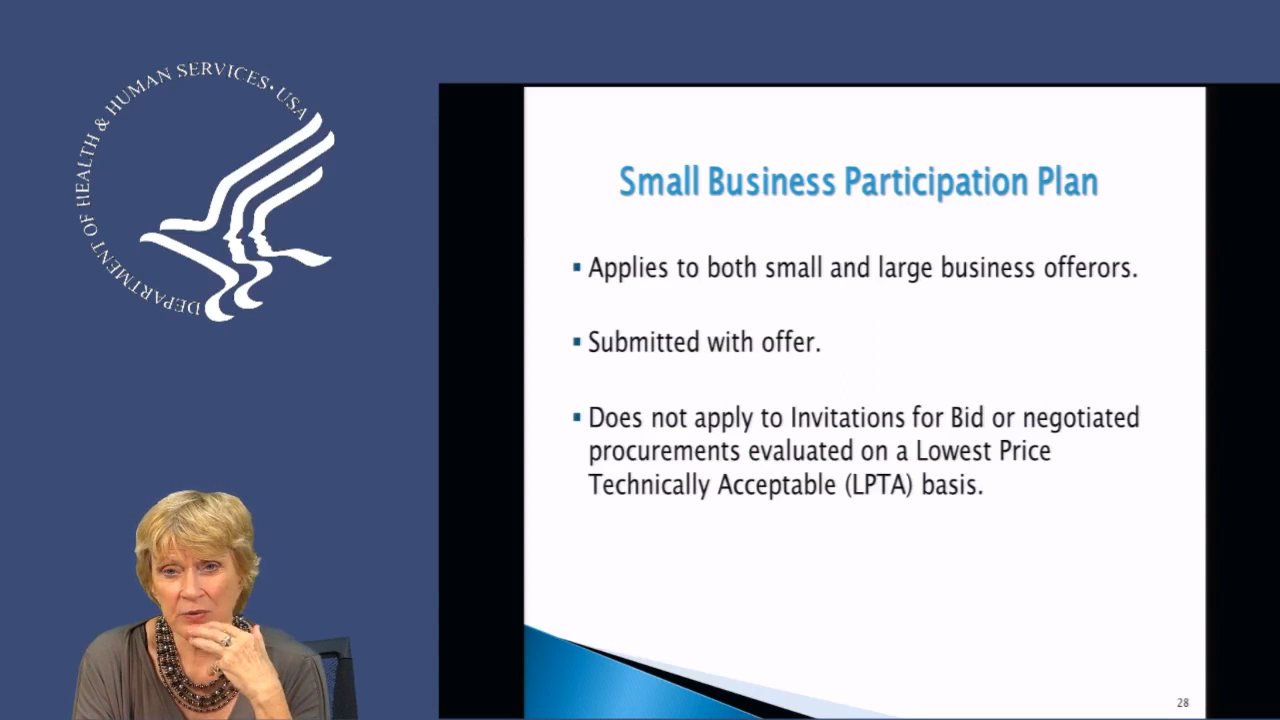 DEPARTMENT OF HEALTH & HUMAN SERVICES • USA
Small Business Participation Plan
▪ Applies to both small and large business offerors.
▪ Submitted with offer.
▪ Does not apply to Invitations for Bid or negotiated
procurements evaluated on a Lowest Price
Technically Acceptable (LPTA) basis.
28